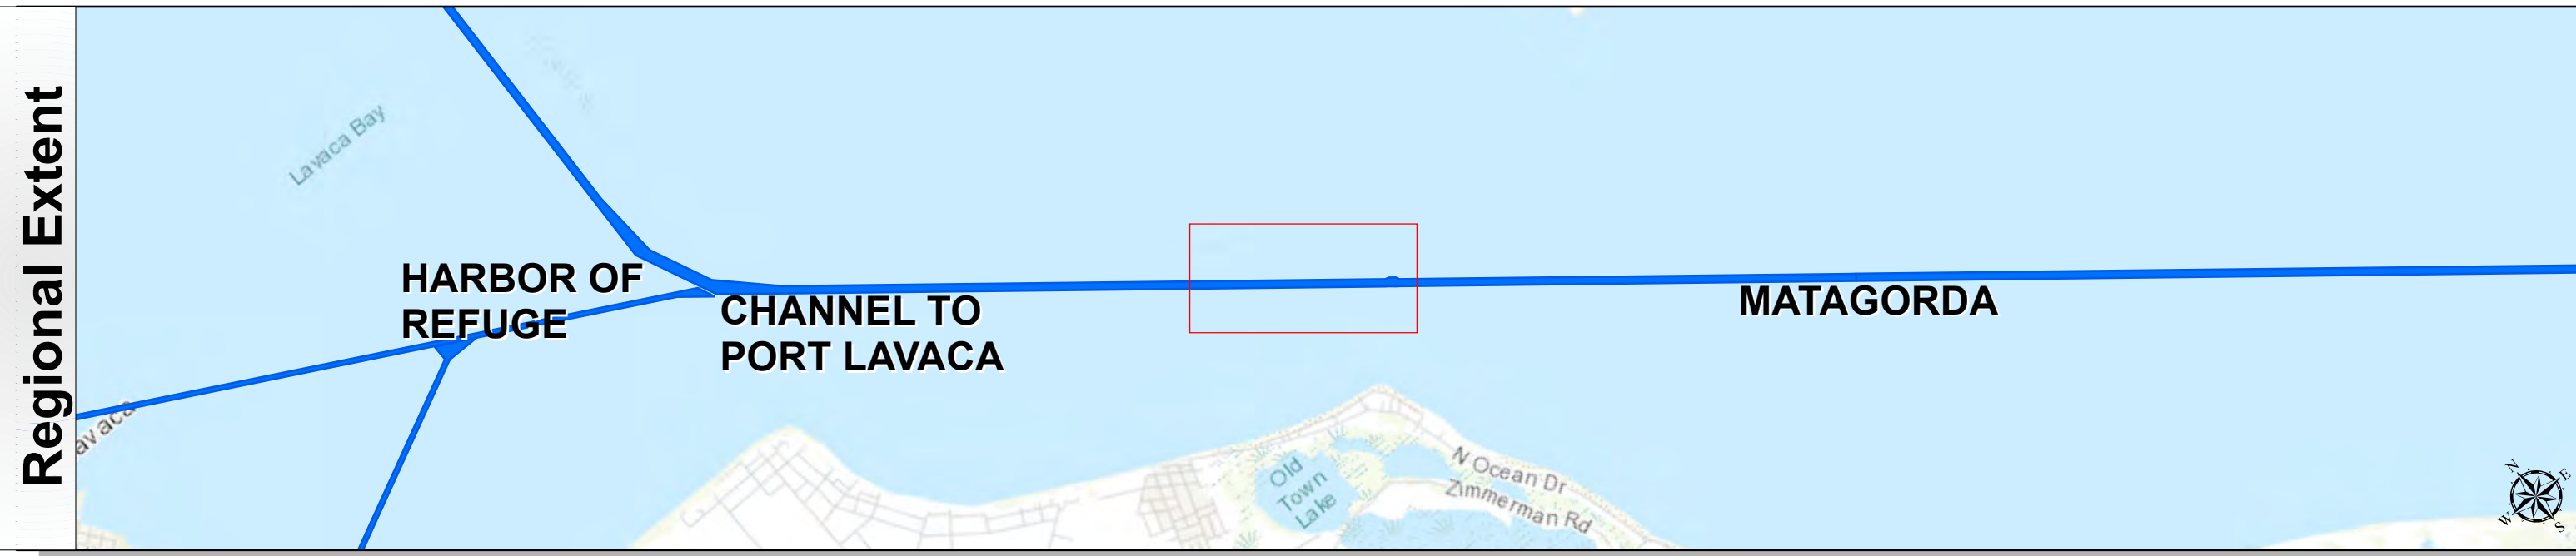 Regional Extent
Lavaca Bay
HARBOR OF
REFUGE
CHANNEL TO
PORT LAVACA
MATAGORDA
avaca
Old
Town
Lake
N Ocean Dr
Zimmerman Rd
N
E
W
S